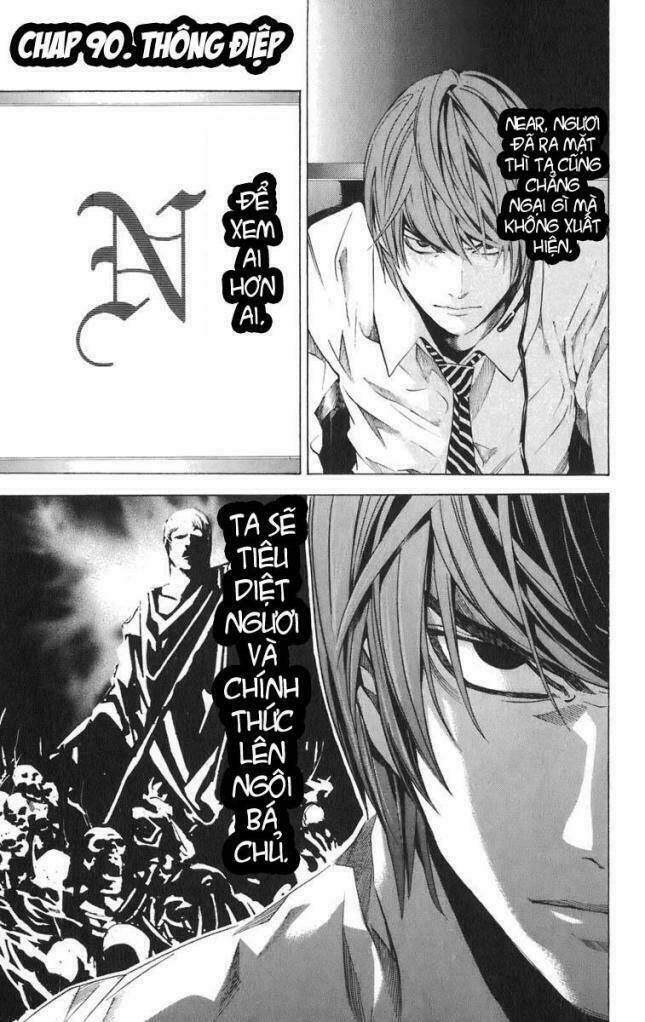 CHAP 90. THÔNG ĐIỆP
NEAR, NGƯƠI
ĐÃ RA MẶT
THÌ TA CŨNG
CHẲNG
NGẠI GÌ MÀ
KHÔNG XUẤT
HIỆN.
N
ĐỂ
XEM
AI
HƠN
AI.
TA SẼ
TIÊU
DIỆT
NGƯƠI
VÀ
CHÍNH
THỨC
LÊN
NGÔI
BÁ
CHỦ.